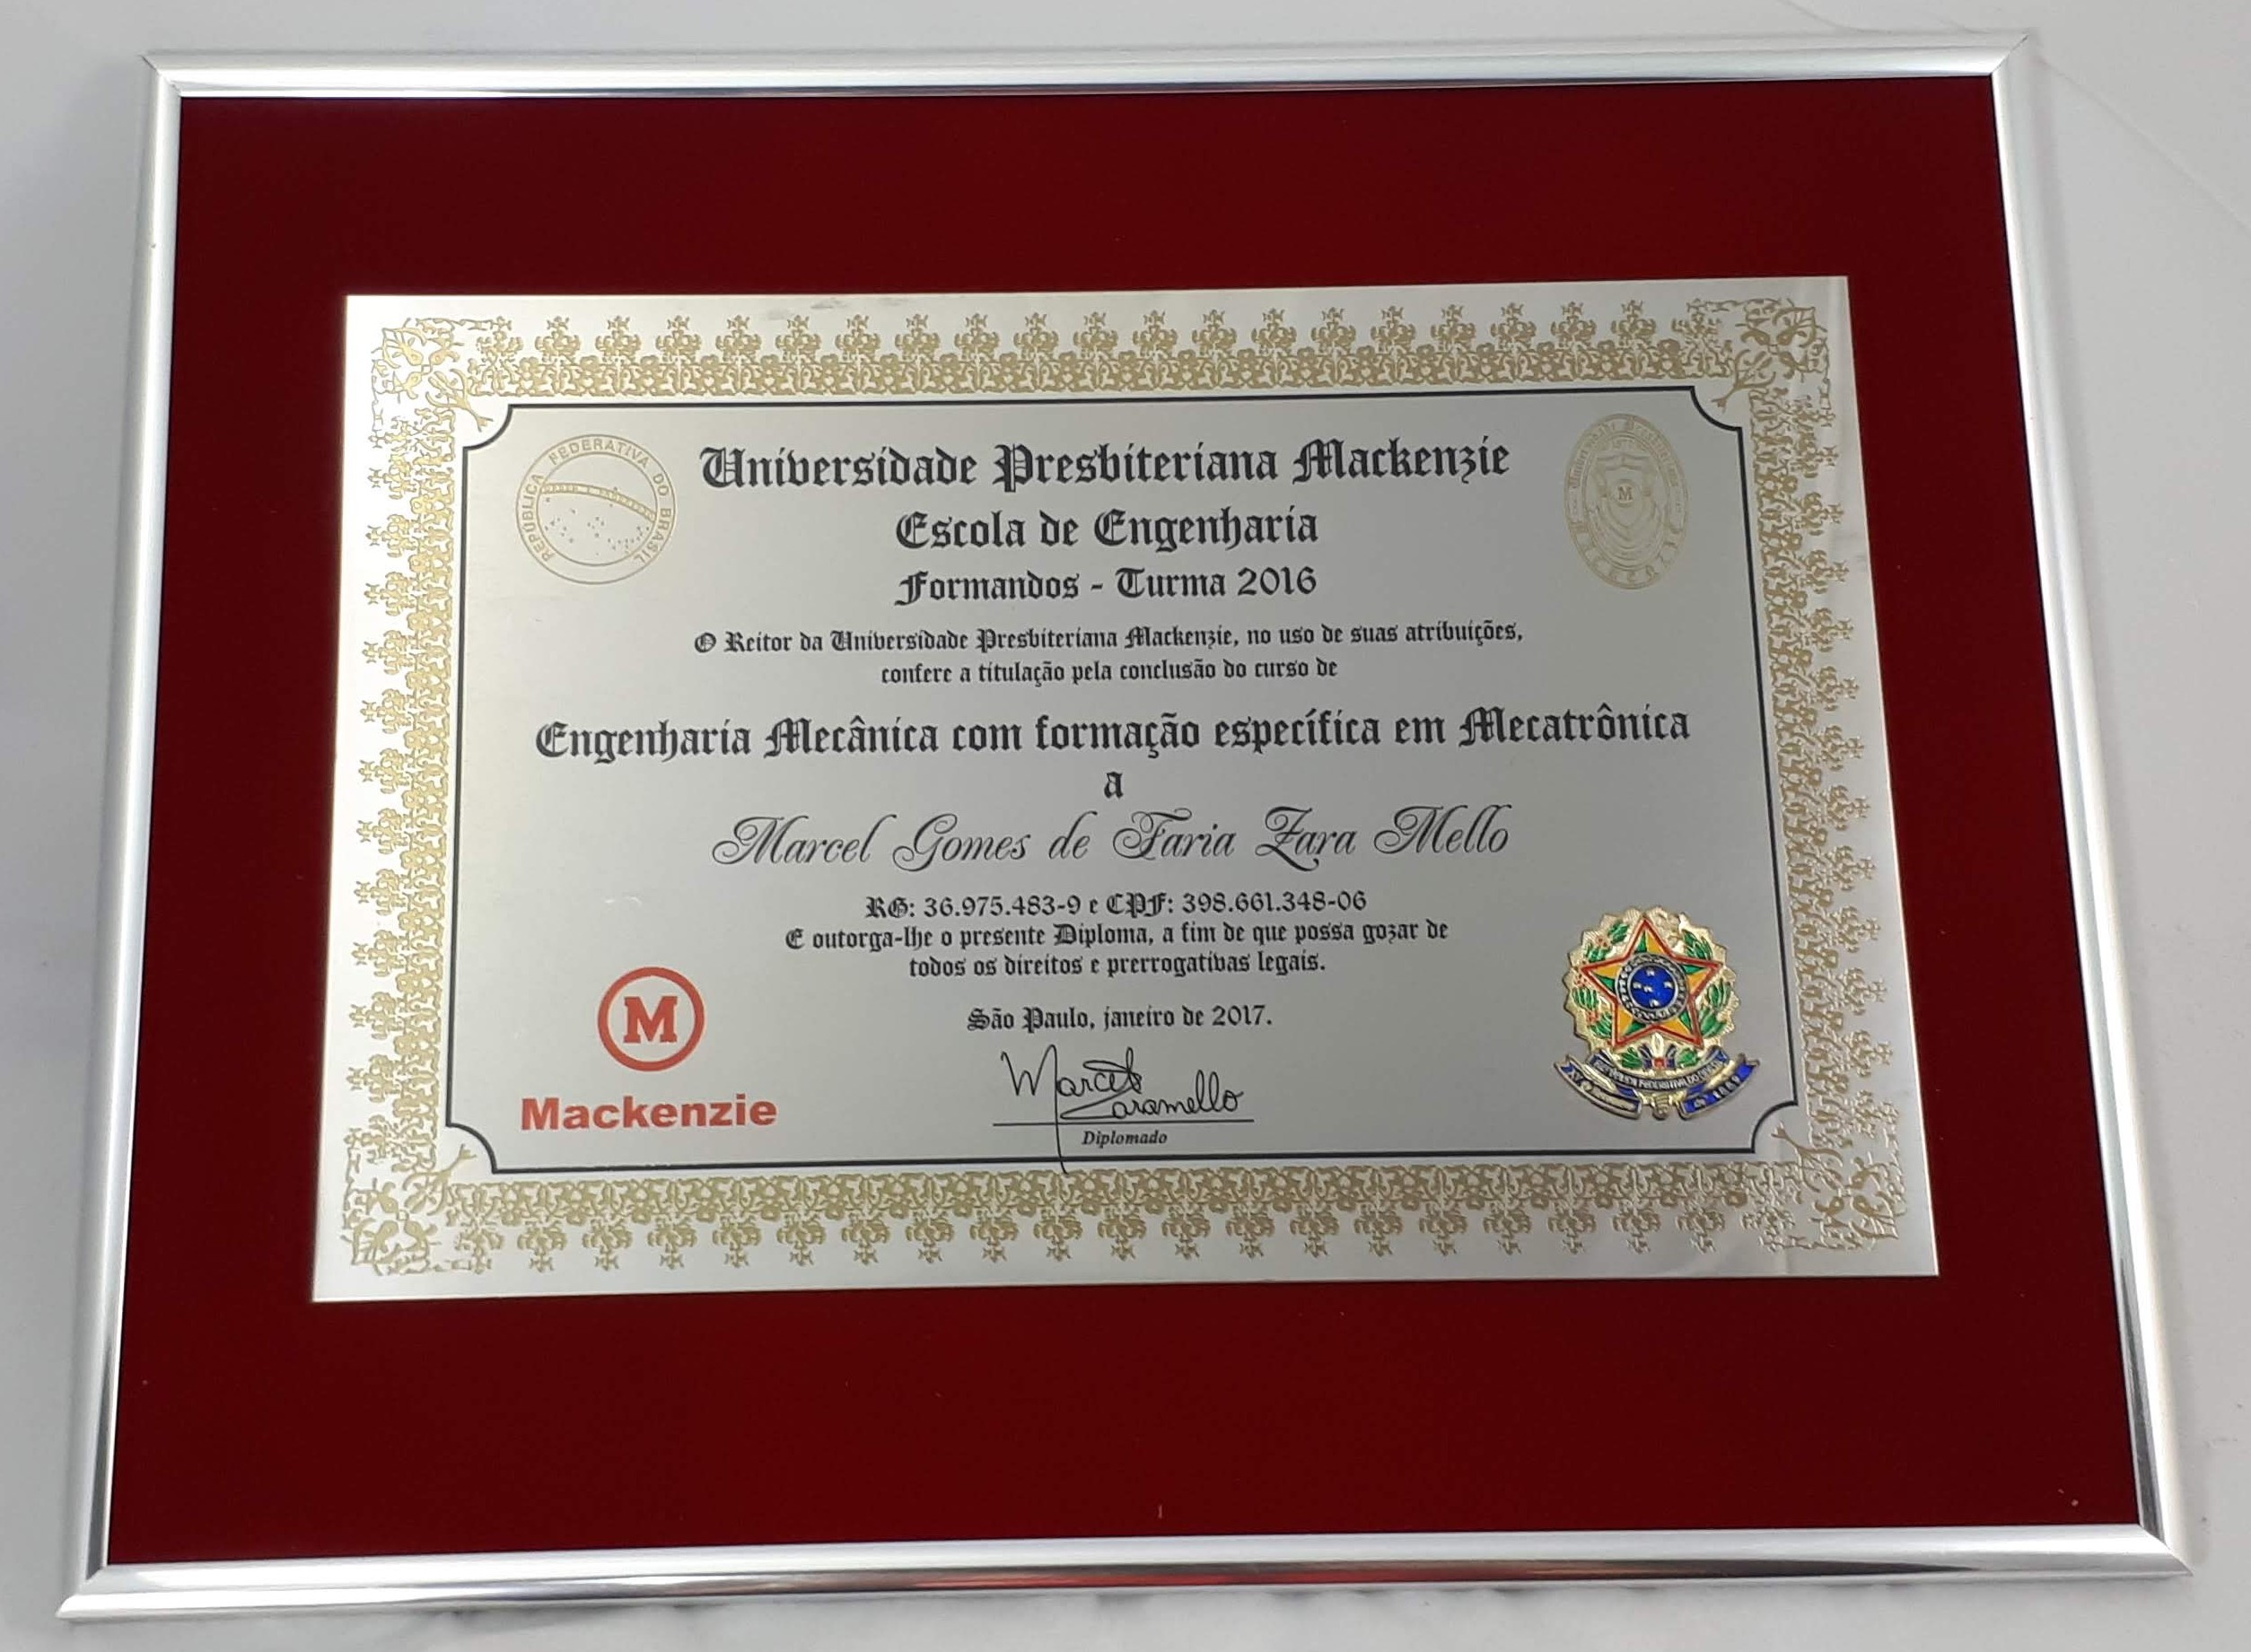 REPÚBLICA FEDERATIVA DO BRASIL
Universidade Presbiteriana Mackenzie
Escola de Engenharia
Formandos - Turma 2016
O Reitor da Universidade Presbiteriana Mackenzie, no uso de suas atribuições,
confere a titulação pela conclusão do curso de
Engenharia Mecânica com formação específica em Mecatrônica
a
Marcel Gomes de Faria Zara Mello
RG: 36.975.483-9 e CPF: 398.661.348-06
E outorga-lhe o presente Diploma, a fim de que possa gozar de
todos os direitos e prerrogativas legais.
São Paulo, janeiro de 2017.
M
Mackenzie
Marcel
Zaramello
Diplomado
M